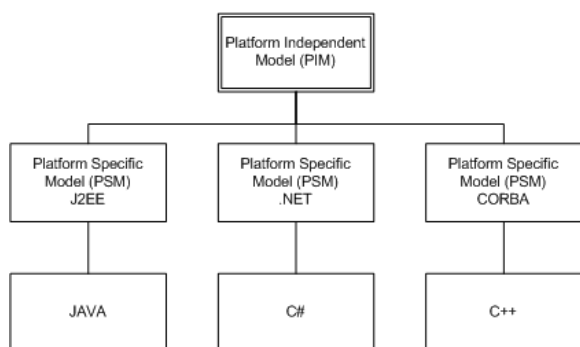 Platform Independent
Model (PIM)
Platform Specific
Model (PSM)
J2EE
Platform Specific
Model (PSM)
.NET
Platform Specific
Model (PSM)
CORBA
JAVA
C#
C++